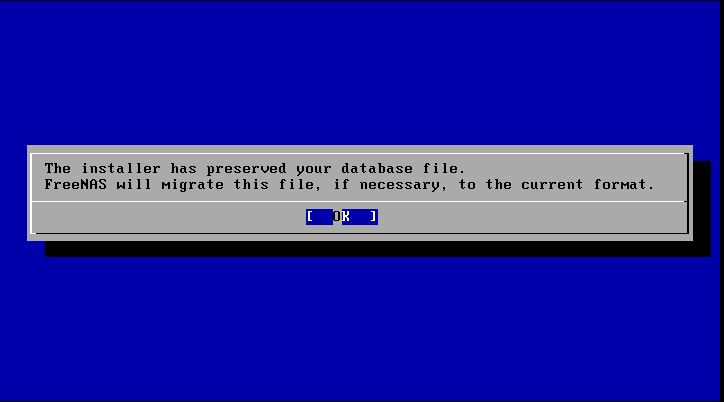 The installer has preserved your database file.
FreeNAS will migrate this file, if necessary, to the current format.
[ OK ]